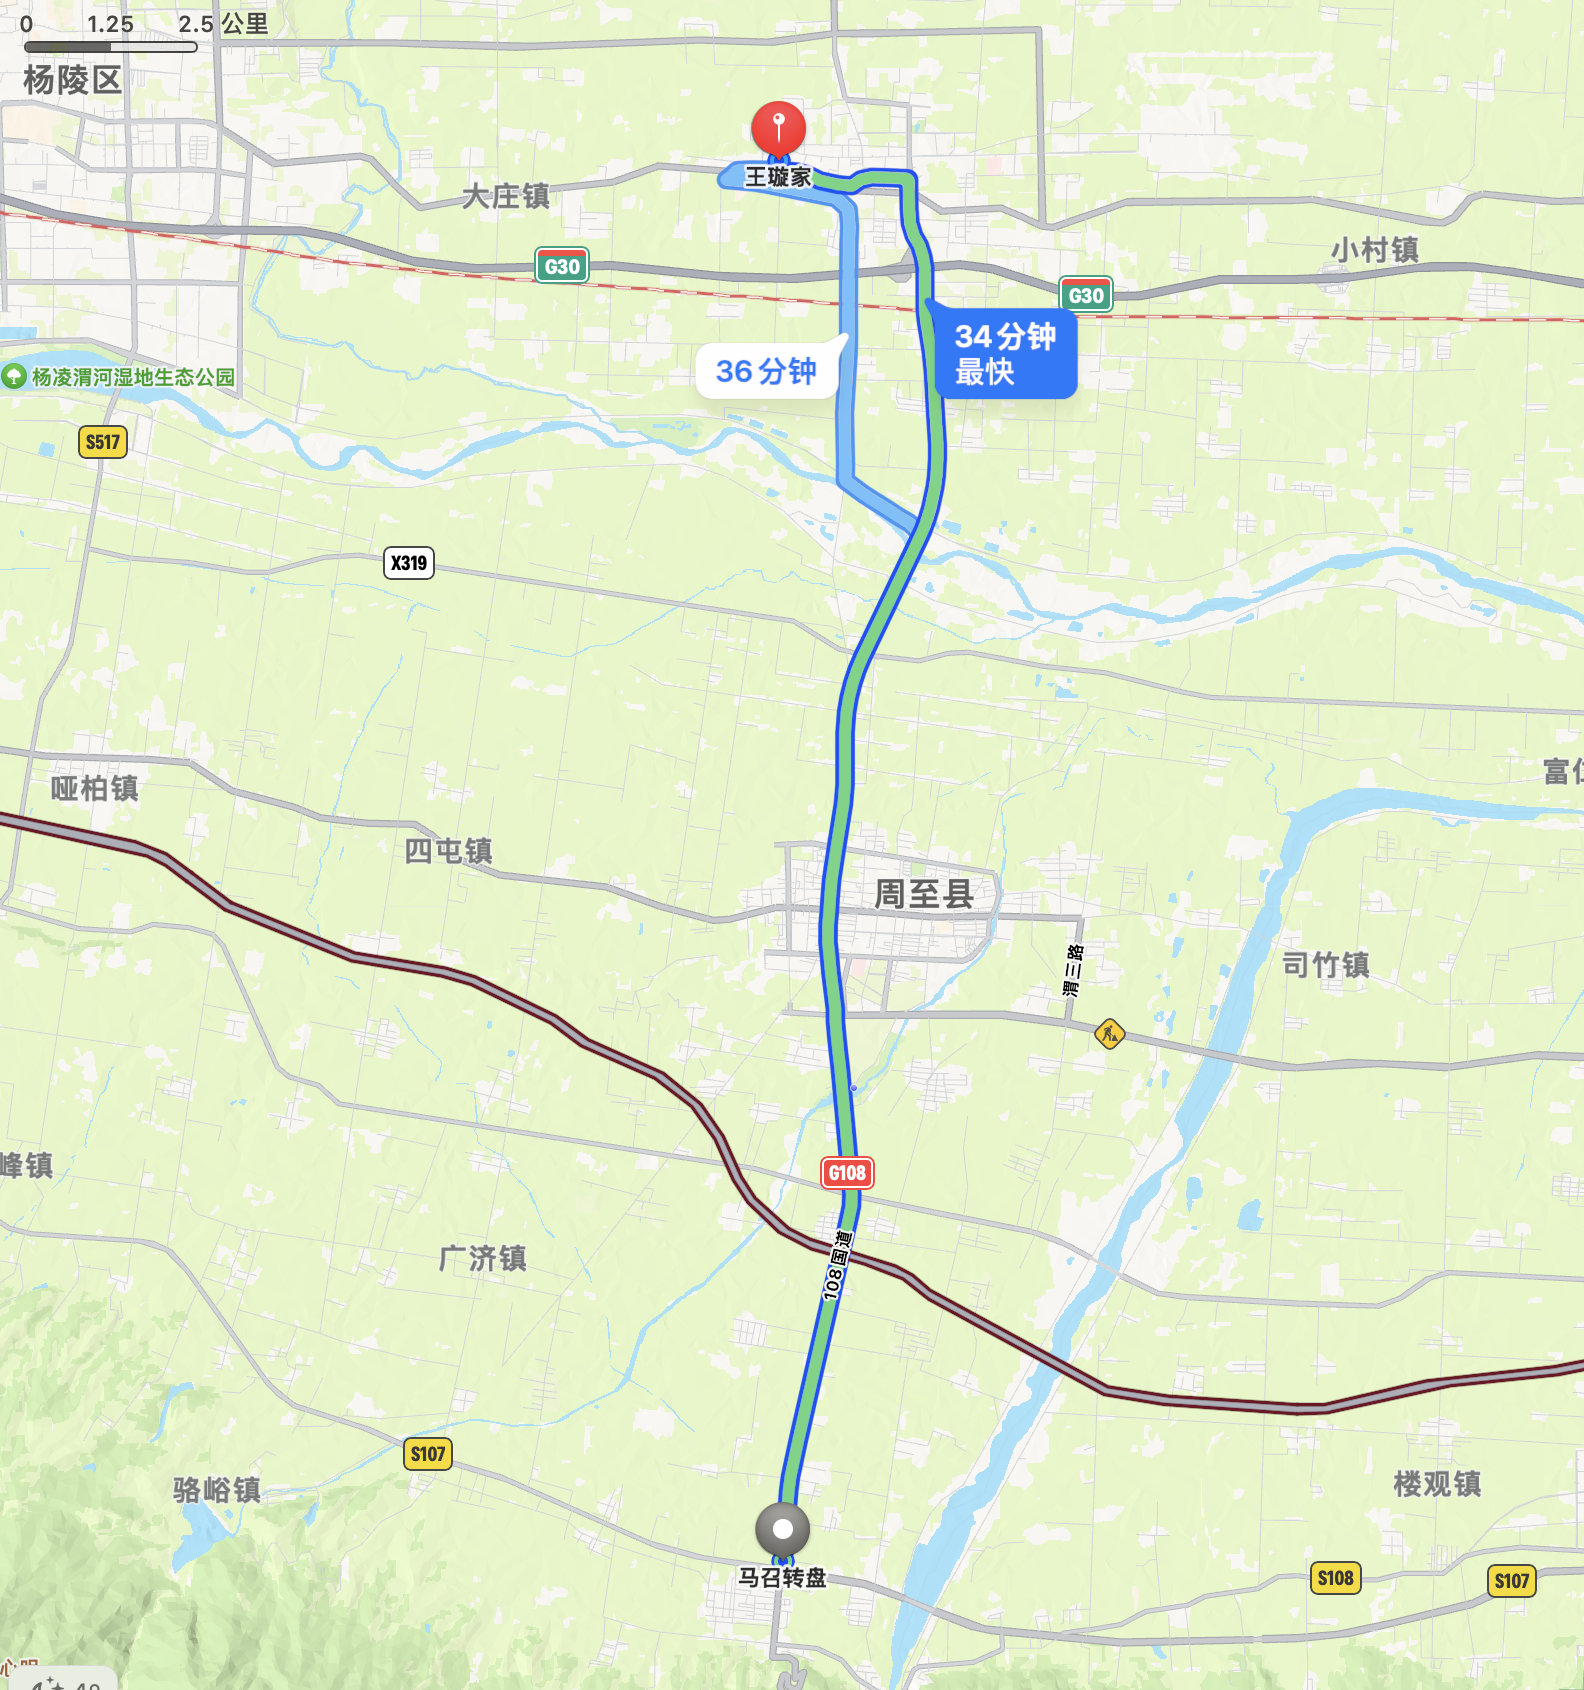 0 1.25 2.5 公里
杨陵区
王璇家
大庄镇
小村镇
G30
G30
34 分钟
最快
36 分钟
杨凌渭河湿地生态公园
S517
X319
哑柏镇
富仁
四屯镇
周至县
渭三路
司竹镇
峰镇
G108
108国道
广济镇
S107
骆峪镇
楼观镇
马召转盘
S108
S107